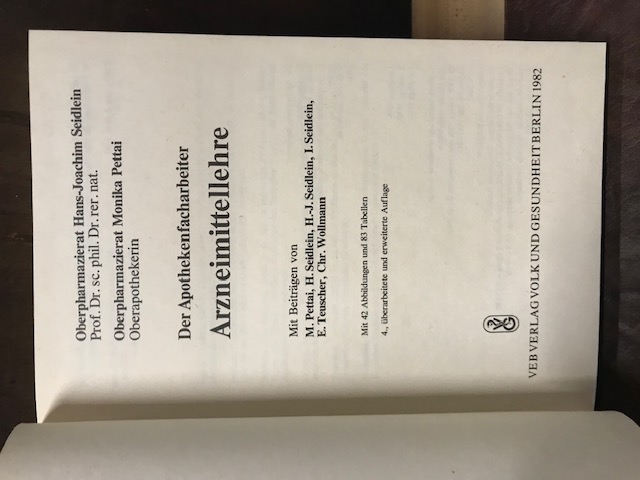 Oberpharmazierat Hans-Joachim Seidlein
Prof. Dr. sc. phil. Dr. rer. nat.
Oberpharmazierat Monika Pettai
Oberapothekerin
Der Apothekenfacharbeiter
Arzneimittellehre
Mit Beiträgen von
M. Pettai, H. Seidlein, H.-J. Seidlein, I. Seidlein,
E. Teuscher, Chr. Wollmann
Mit 42 Abbildungen und 83 Tabellen
4., überarbeitete und erweiterte Auflage
VEB VERLAG VOLK UND GESUNDHEIT BERLIN 1982